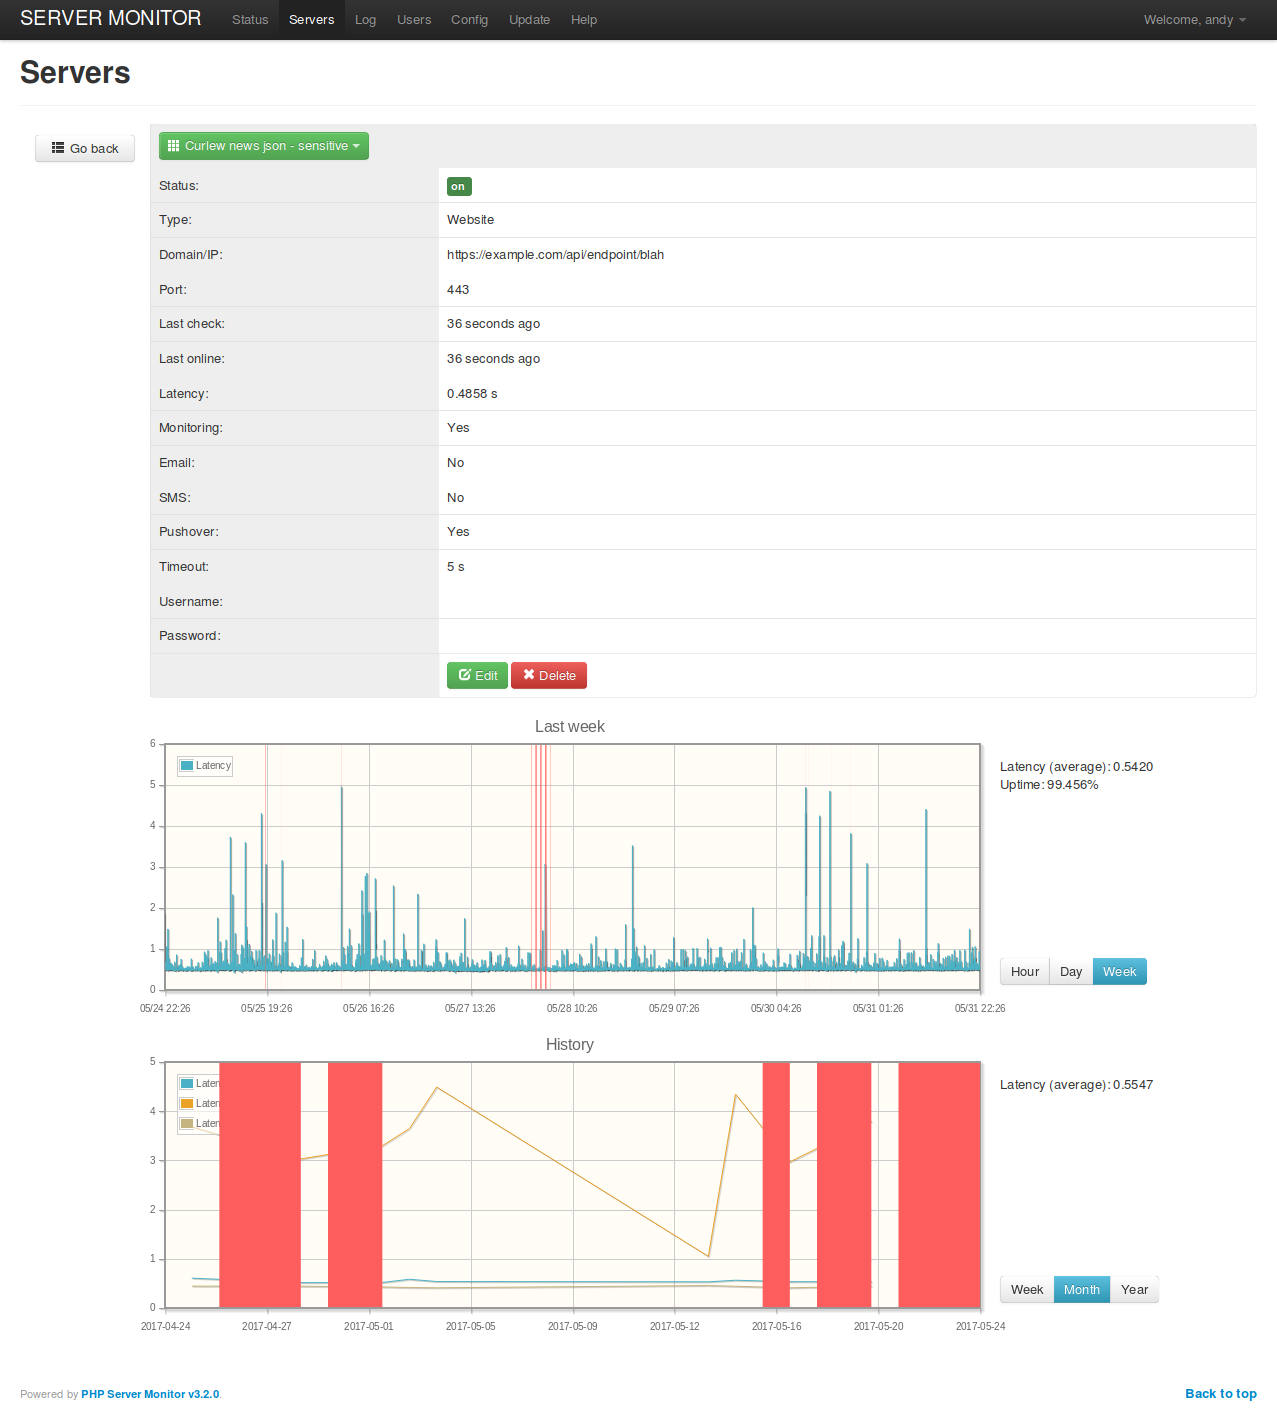 SERVER MONITOR Status Servers Log Users Config Update Help Welcome, andy
Servers
Go back
Curlew news json - sensitive
Status: on
Type: Website
Domain/IP: https://example.com/api/endpoint/blah
Port: 443
Last check: 36 seconds ago
Last online: 36 seconds ago
Latency: 0.4858 s
Monitoring: Yes
Email: No
SMS: No
Pushover: Yes
Timeout: 5 s
Username:
Password:
Edit Delete
Last week
6
5
4
3
2
1
0
Latency
05/24 22:26 05/25 19:26 05/26 16:26 05/27 13:26 05/28 10:26 05/29 07:26 05/30 04:26 05/31 01:26 05/31 22:26
Latency (average): 0.5420
Uptime: 99.456%
Hour Day Week
History
5
4
3
2
1
0
Laten
Laten
Laten
2017-04-24 2017-04-27 2017-05-01 2017-05-05 2017-05-09 2017-05-12 2017-05-16 2017-05-20 2017-05-24
Latency (average): 0.5547
Week Month Year
Powered by PHP Server Monitor v3.2.0.
Back to top